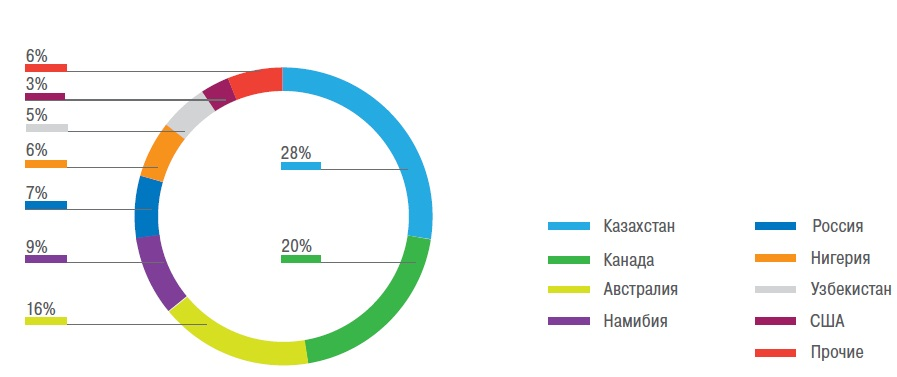 6%
3%
5%
6%
7%
9%
16%
28%
20%
Казахстан
Канада
Австралия
Намибия
Россия
Нигерия
Узбекистан
США
Прочие